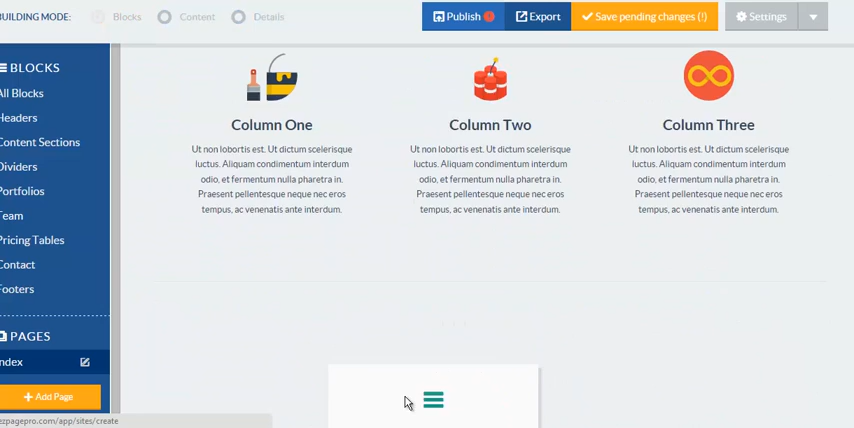 BUILDING MODE:
Blocks
Content
Details
Publish
Export
Save pending changes (!)
Settings
BLOCKS
All Blocks
Headers
Content Sections
Dividers
Portfolios
Team
Pricing Tables
Contact
Footers
PAGES
index
Add Page
ezpagepro.com/app/sites/create
Column One
Ut non lobortis est. Ut dictum scelerisque
luctus. Aliquam condimentum interdum
odio, et fermentum nulla pharetra in.
Praesent pellentesque neque nec eros
tempus, ac venenatis ante interdum.
Column Two
Ut non lobortis est. Ut dictum scelerisque
luctus. Aliquam condimentum interdum
odio, et fermentum nulla pharetra in.
Praesent pellentesque neque nec eros
tempus, ac venenatis ante interdum.
Column Three
Ut non lobortis est. Ut dictum scelerisque
luctus. Aliquam condimentum interdum
odio, et fermentum nulla pharetra in.
Praesent pellentesque neque nec eros
tempus, ac venenatis ante interdum.